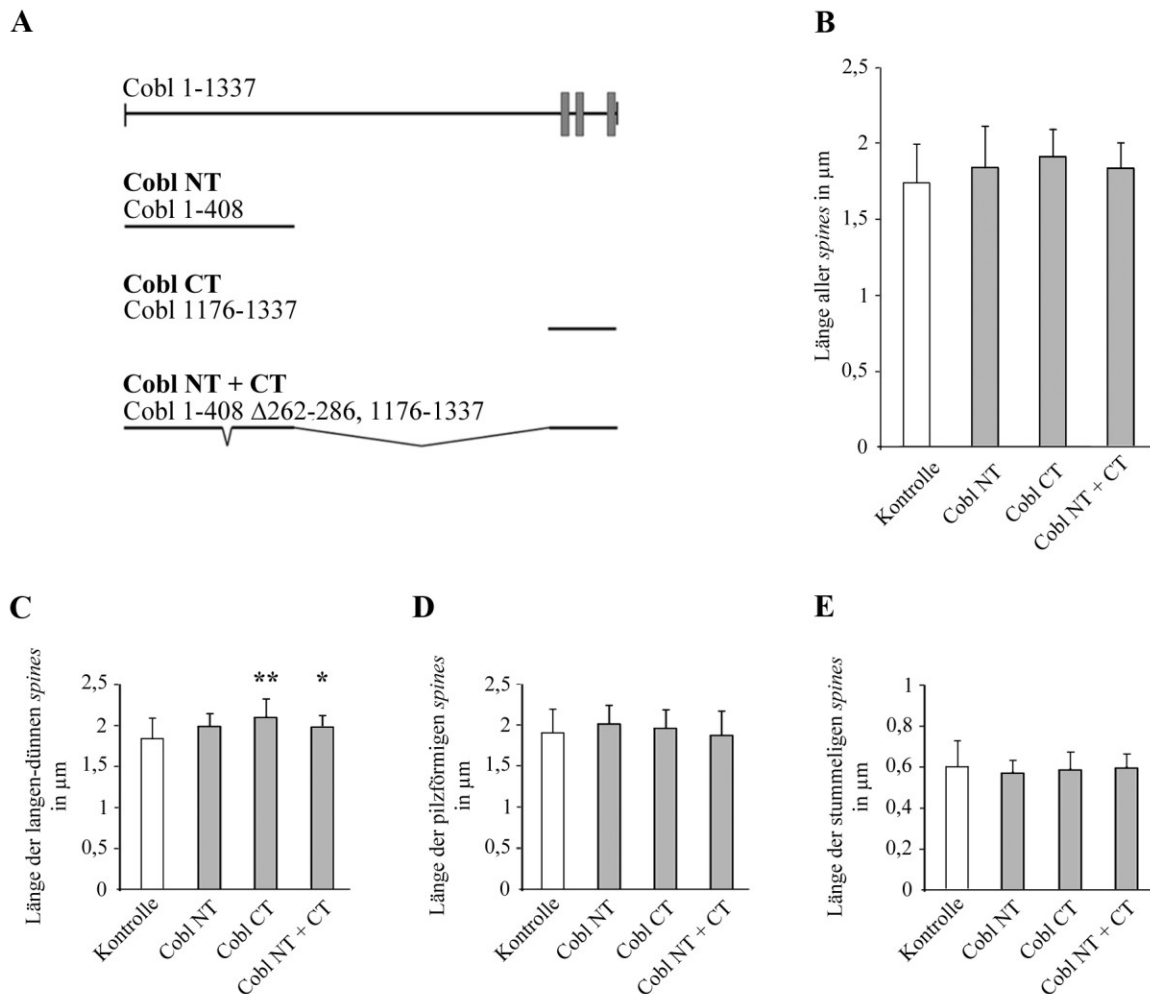 A
Cobl 1-1337
Cobl NT
Cobl 1-408
Cobl CT
Cobl 1176-1337
Cobl NT + CT
Cobl 1-408 Δ262-286, 1176-1337
B
Länge aller spines in µm
2,5
2
1,5
1
0,5
0
Kontrolle
Cobl NT
Cobl CT
Cobl NT + CT
C
Länge der langen-dünnen spines
in µm
2,5
2
1,5
1
0,5
0
**
*
Kontrolle
Cobl NT
Cobl CT
Cobl NT + CT
D
Länge der pilzförmigen spines
in µm
2,5
2
1,5
1
0,5
0
Kontrolle
Cobl NT
Cobl CT
Cobl NT + CT
E
Länge der stummeligen spines
in µm
1
0,8
0,6
0,4
0,2
0
Kontrolle
Cobl NT
Cobl CT
Cobl NT + CT